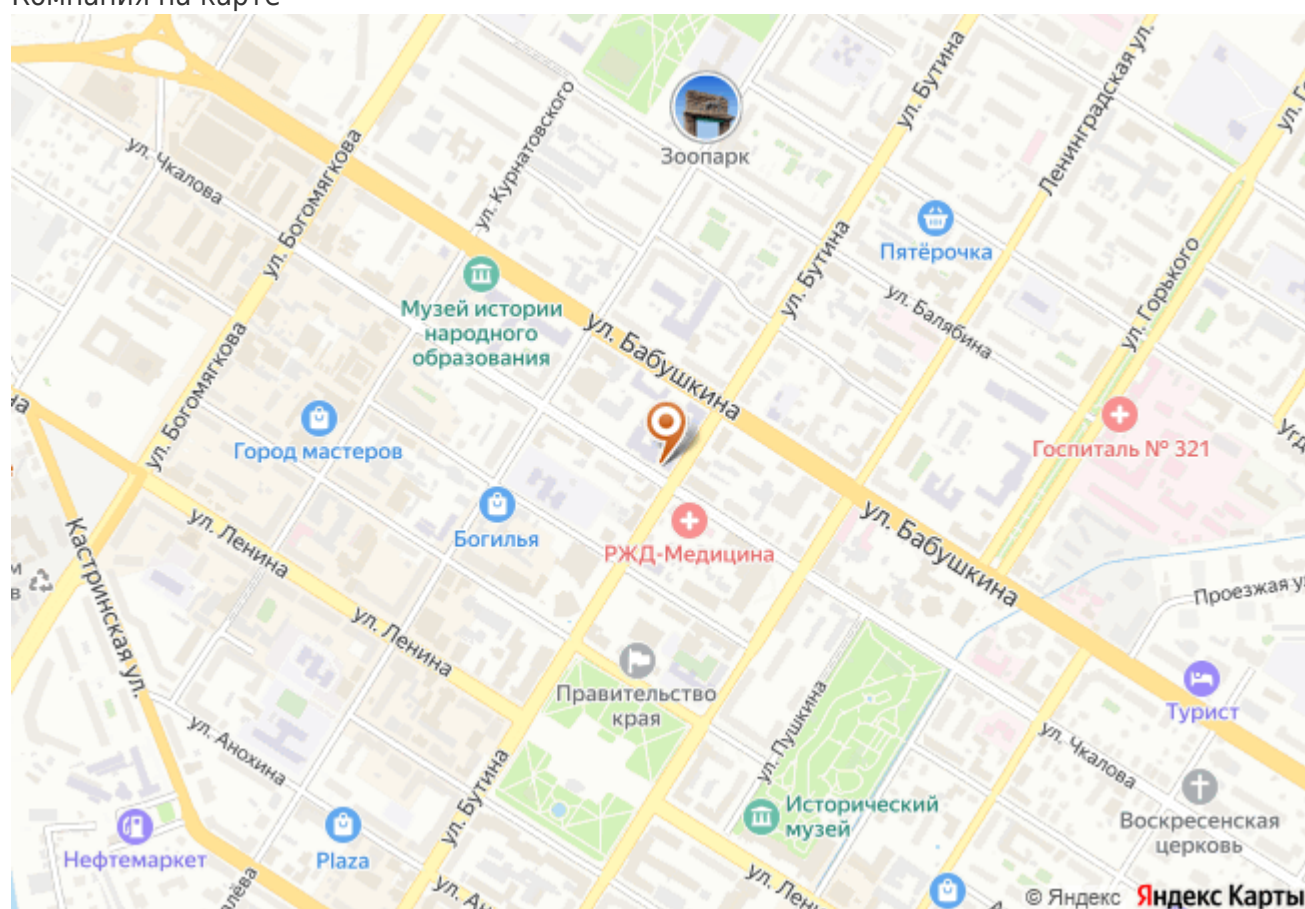 Компания на карте
ул. Бутина
Ленинградская ул.
ул. Курнатовского
Зоопарк
ул. Чкалова
ул. Богомягкова
Пятёрочка
ул. Бутина
ул. Горького
ул. Балябина
Музей истории
народного
образования
ул. Бабушкина
ул. Богомягкова
Город мастеров
Госпиталь № 321
Богилья
РЖД-Медицина
ул. Бабушкина
ул. Ленина
Кастринская ул.
Проезжая у
ул. Ленина
Правительство
края
ул. Пушкина
Турист
ул. Анохина
ул. Чкалова
ул. Бутина
Исторический
музей
Воскресенская
церковь
Нефтемаркет
Plaza
© Яндекс Яндекс Карты